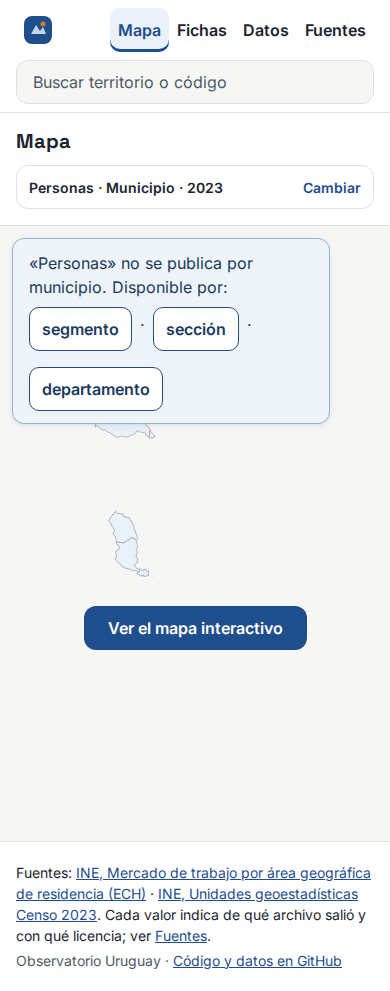 Mapa Fichas Datos Fuentes
Buscar territorio o código
Mapa
Personas · Municipio · 2023 Cambiar
«Personas» no se publica por
municipio. Disponible por:
segmento · sección ·
departamento
Ver el mapa interactivo
Fuentes: INE, Mercado de trabajo por área geográfica
de residencia (ECH) · INE, Unidades geoestadísticas
Censo 2023. Cada valor indica de qué archivo salió y
con qué licencia; ver Fuentes.
Observatorio Uruguay · Código y datos en GitHub